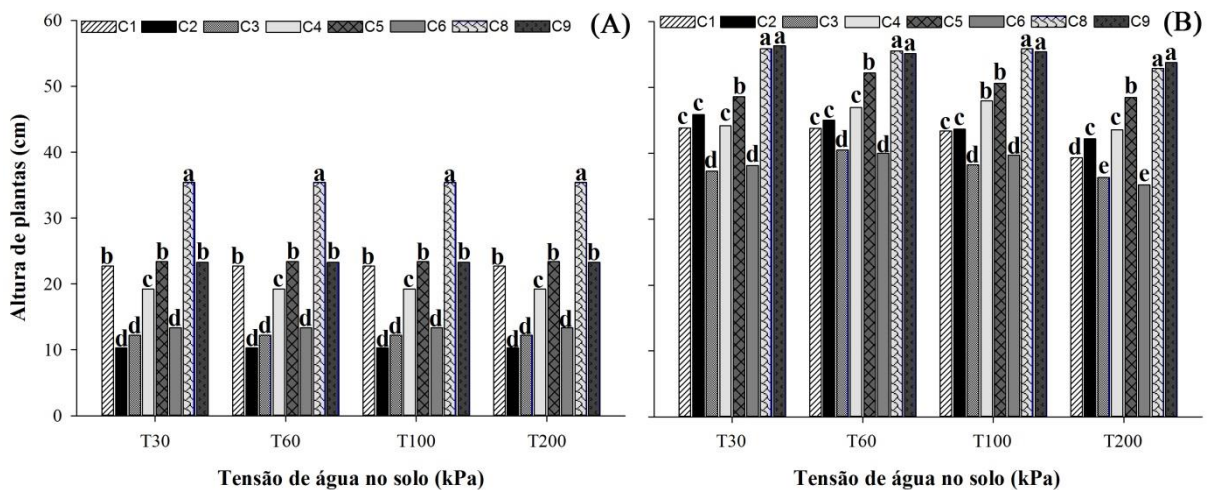 C1 C2 C3 C4 C5 C6 C8 C9 (A)
60
50
40
30
20
10
0
Altura de plantas (cm)
b d d c b d a b
b d d c b d a b
b d d c b d a b
b d d c b d a b
T30 T60 T100 T200
Tensão de água no solo (kPa)
C1 C2 C3 C4 C5 C6 C8 C9 (B)
c c d c b d a a
c c d c b d a a
c c d b b d a a
c c e c b e a a
T30 T60 T100 T200
Tensão de água no solo (kPa)